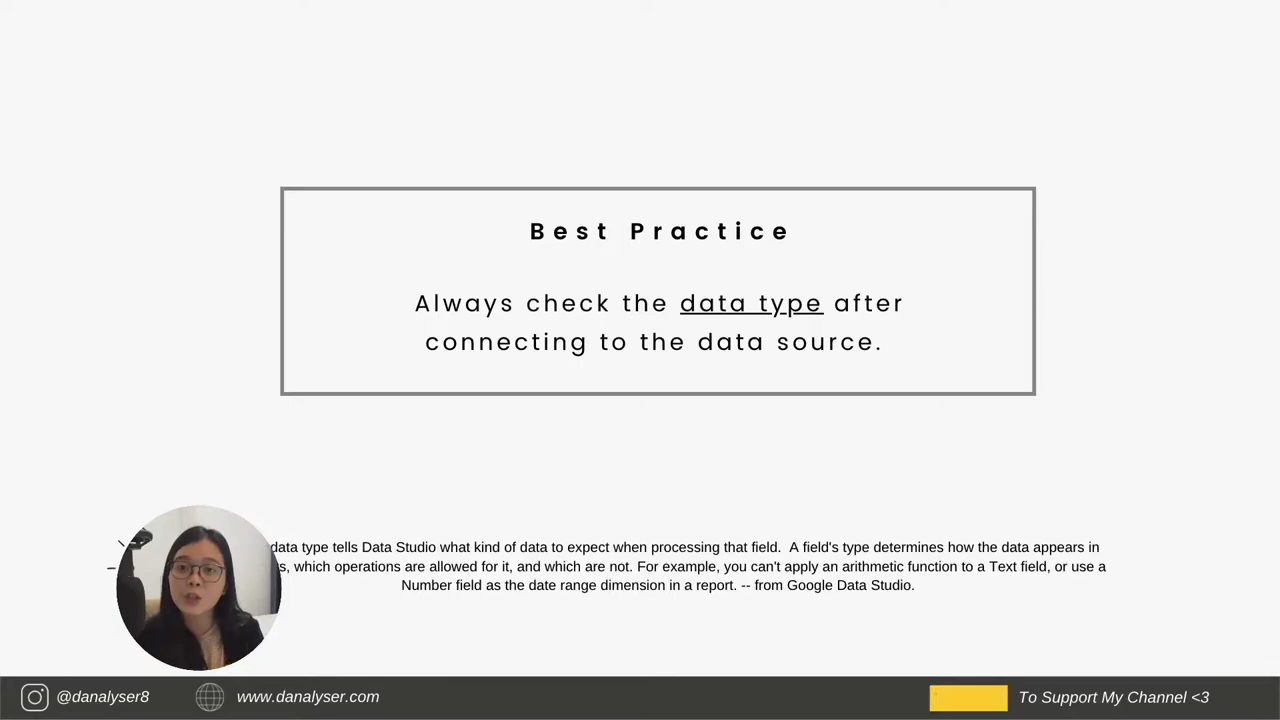 Best Practice
Always check the data type after
connecting to the data source.
data type tells Data Studio what kind of data to expect when processing that field.  A field's type determines how the data appears in
which operations are allowed for it, and which are not. For example, you can't apply an arithmetic function to a Text field, or use a
Number field as the date range dimension in a report. -- from Google Data Studio.
@danalyser8
www.danalyser.com
To Support My Channel <3